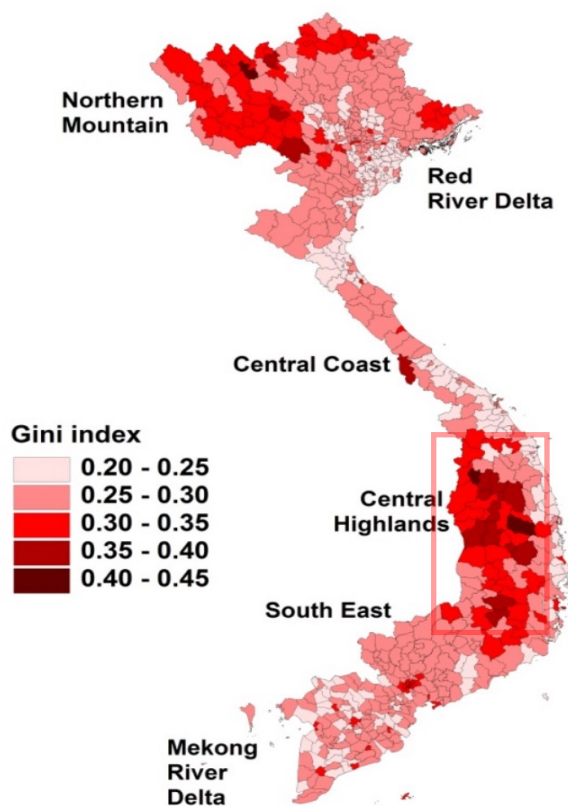 Northern
Mountain
Red
River Delta
Central Coast
Gini index
0.20 - 0.25
0.25 - 0.30
0.30 - 0.35
0.35 - 0.40
0.40 - 0.45
Central
Highlands
South East
Mekong
River
Delta